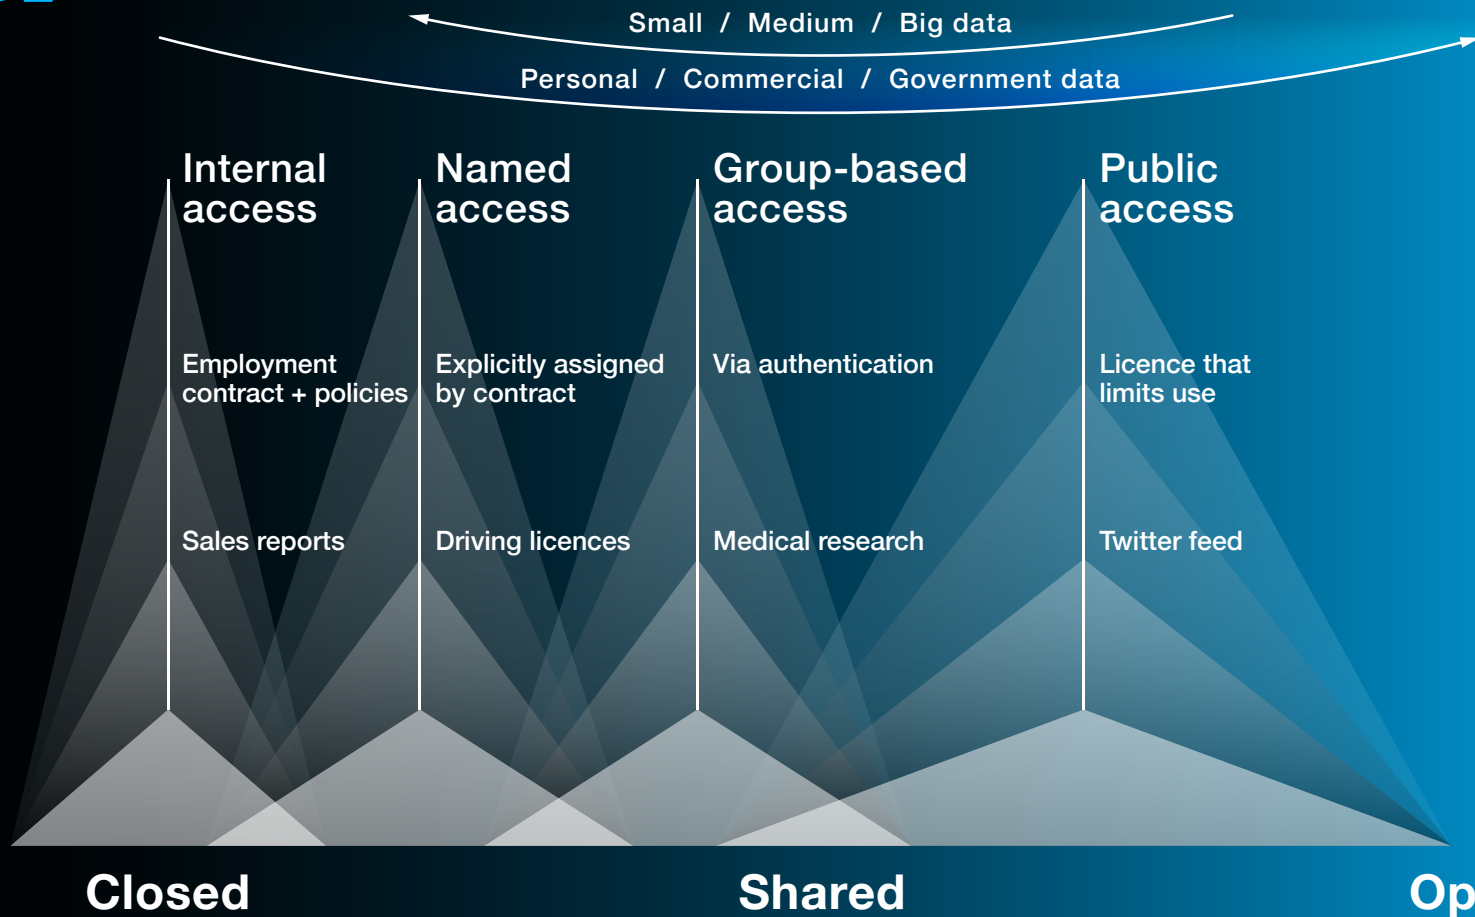 Small / Medium / Big data
Personal / Commercial / Government data
Internal
access
Named
access
Group-based
access
Public
access
Employment
contract + policies
Explicitly assigned
by contract
Via authentication
Licence that
limits use
Sales reports
Driving licences
Medical research
Twitter feed
Closed
Shared
Op